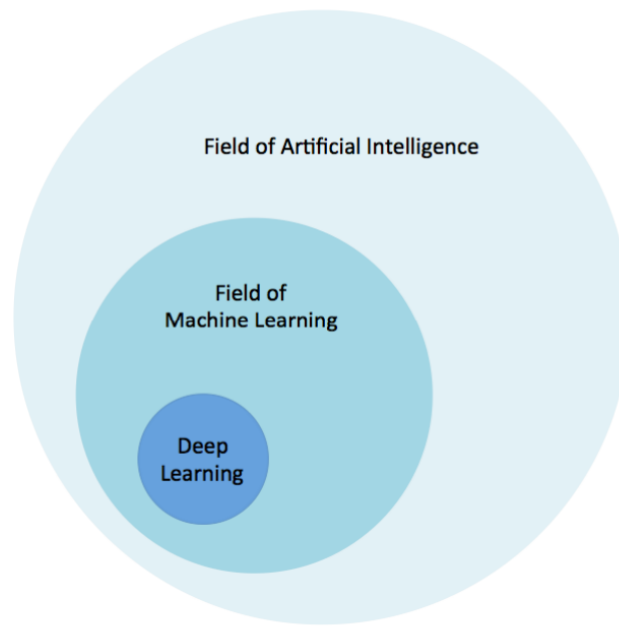 Field of Artificial Intelligence
Field of
Machine Learning
Deep
Learning